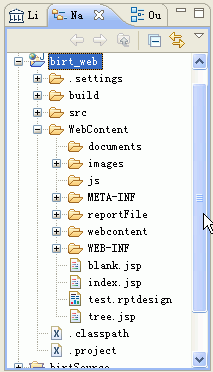 Li Na Ou
birt_web
.settings
build
src
WebContent
documents
images
js
META-INF
reportFile
webcontent
WEB-INF
blank.jsp
index.jsp
test.rptdesign
tree.jsp
.classpath
.project
birtSource